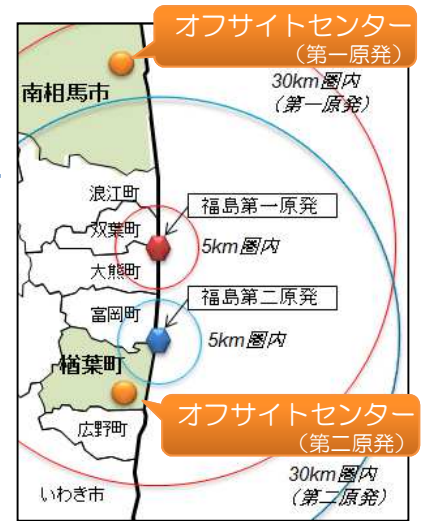 オフサイトセンター
（第一原発）
南相馬市
30km圏内
（第一原発）
浪江町
福島第一原発
双葉町
5km圏内
大熊町
福島第二原発
富岡町
5km圏内
楢葉町
オフサイトセンター
（第二原発）
広野町
30km圏内
（第二原発）
いわき市